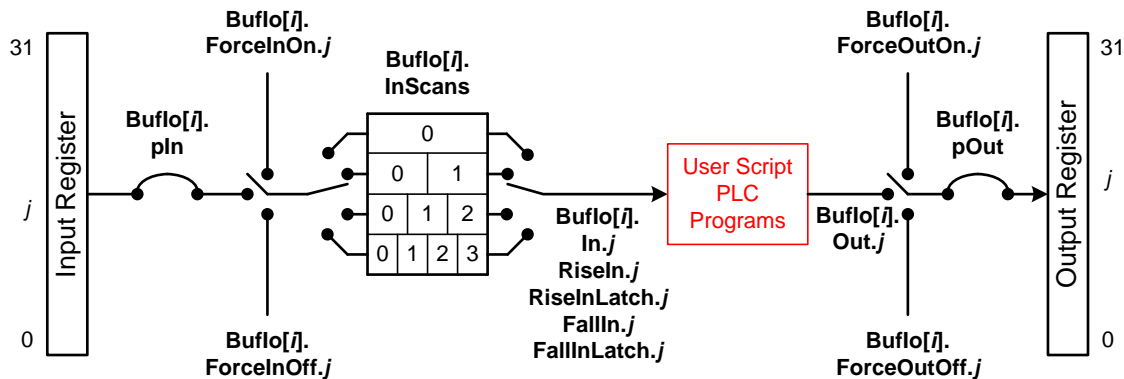 31
j
0
Input Register
BufIo[i].
pIn
BufIo[i].
ForceInOn.j
BufIo[i].
ForceInOff.j
BufIo[i].
InScans
0
0 1
0 1 2
0 1 2 3
BufIo[i].
In.j
RiseIn.j
RiseInLatch.j
FallIn.j
FallInLatch.j
User Script
PLC
Programs
BufIo[i].
Out.j
BufIo[i].
ForceOutOn.j
BufIo[i].
ForceOutOff.j
BufIo[i].
pOut
Output Register
31
j
0